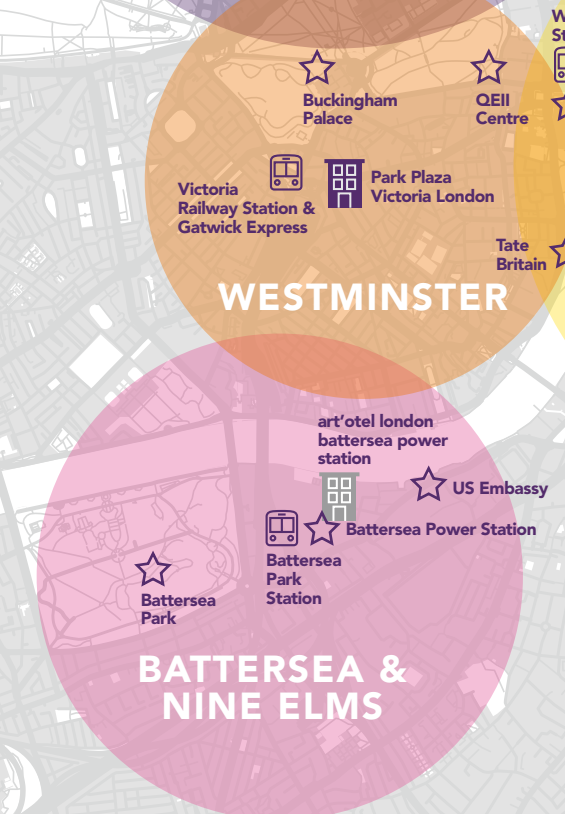 Buckingham
Palace
QEII
Centre
Victoria
Railway Station &
Gatwick Express
Park Plaza
Victoria London
Tate
Britain
WESTMINSTER
art'otel london
battersea power
station
US Embassy
Battersea Power Station
Battersea
Park
Station
Battersea
Park
BATTERSEA &
NINE ELMS